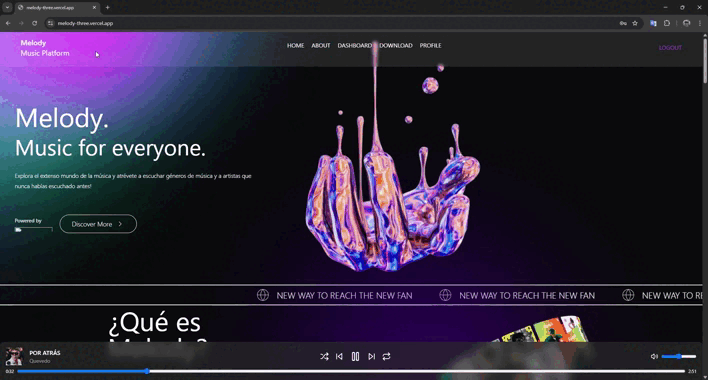 melody-three.vercel.app
melody-three.vercel.app
Melody
Music Platform
HOME ABOUT DASHBOARD DOWNLOAD PROFILE
LOGOUT
Melody.
Music for everyone.
Explora el extenso mundo de la música y atrévete a escuchar géneros de música y a artistas que
nunca habías escuchado antes!
Powered by
Discover More
NEW WAY TO REACH THE NEW FAN NEW WAY TO REACH THE NEW FAN NEW WAY TO RE
¿Qué es
Melody?
POR ATRÁS
Quevedo
0:32
2:51